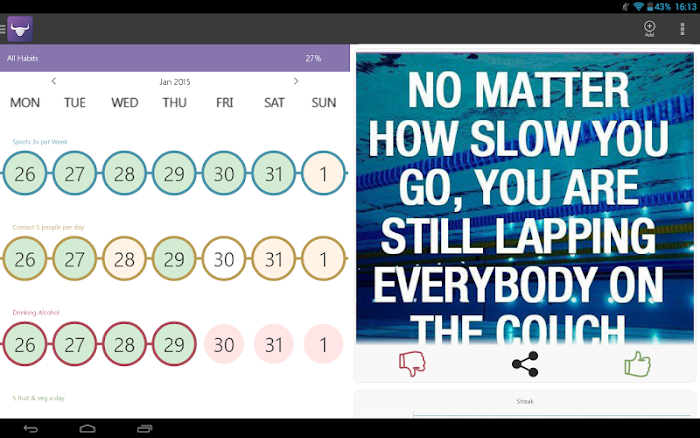 43% 16:13
Add
All Habits 27%
Jan 2015
MON TUE WED THU FRI SAT SUN
Sports 3x per Week
26 27 28 29 30 31 1
Contact 5 people per day
26 27 28 29 30 31 1
Drinking Alcohol
26 27 28 29 30 31 1
5 fruit & veg a day
NO MATTER
HOW SLOW YOU
GO, YOU ARE
STILL LAPPING
EVERYBODY ON
THE COUCH
Streak